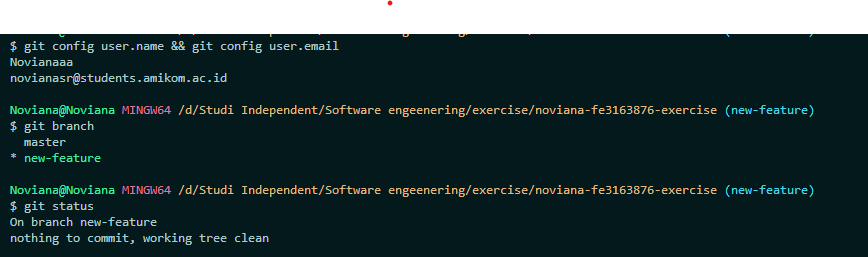 (new-feature)
$ git config user.name && git config user.email
Novianaaa
novianasr@students.amikom.ac.id
Noviana@Noviana MINGW64 /d/Studi Independent/Software engeenering/exercise/noviana-fe3163876-exercise (new-feature)
$ git branch
master
* new-feature
Noviana@Noviana MINGW64 /d/Studi Independent/Software engeenering/exercise/noviana-fe3163876-exercise (new-feature)
$ git status
On branch new-feature
nothing to commit, working tree clean